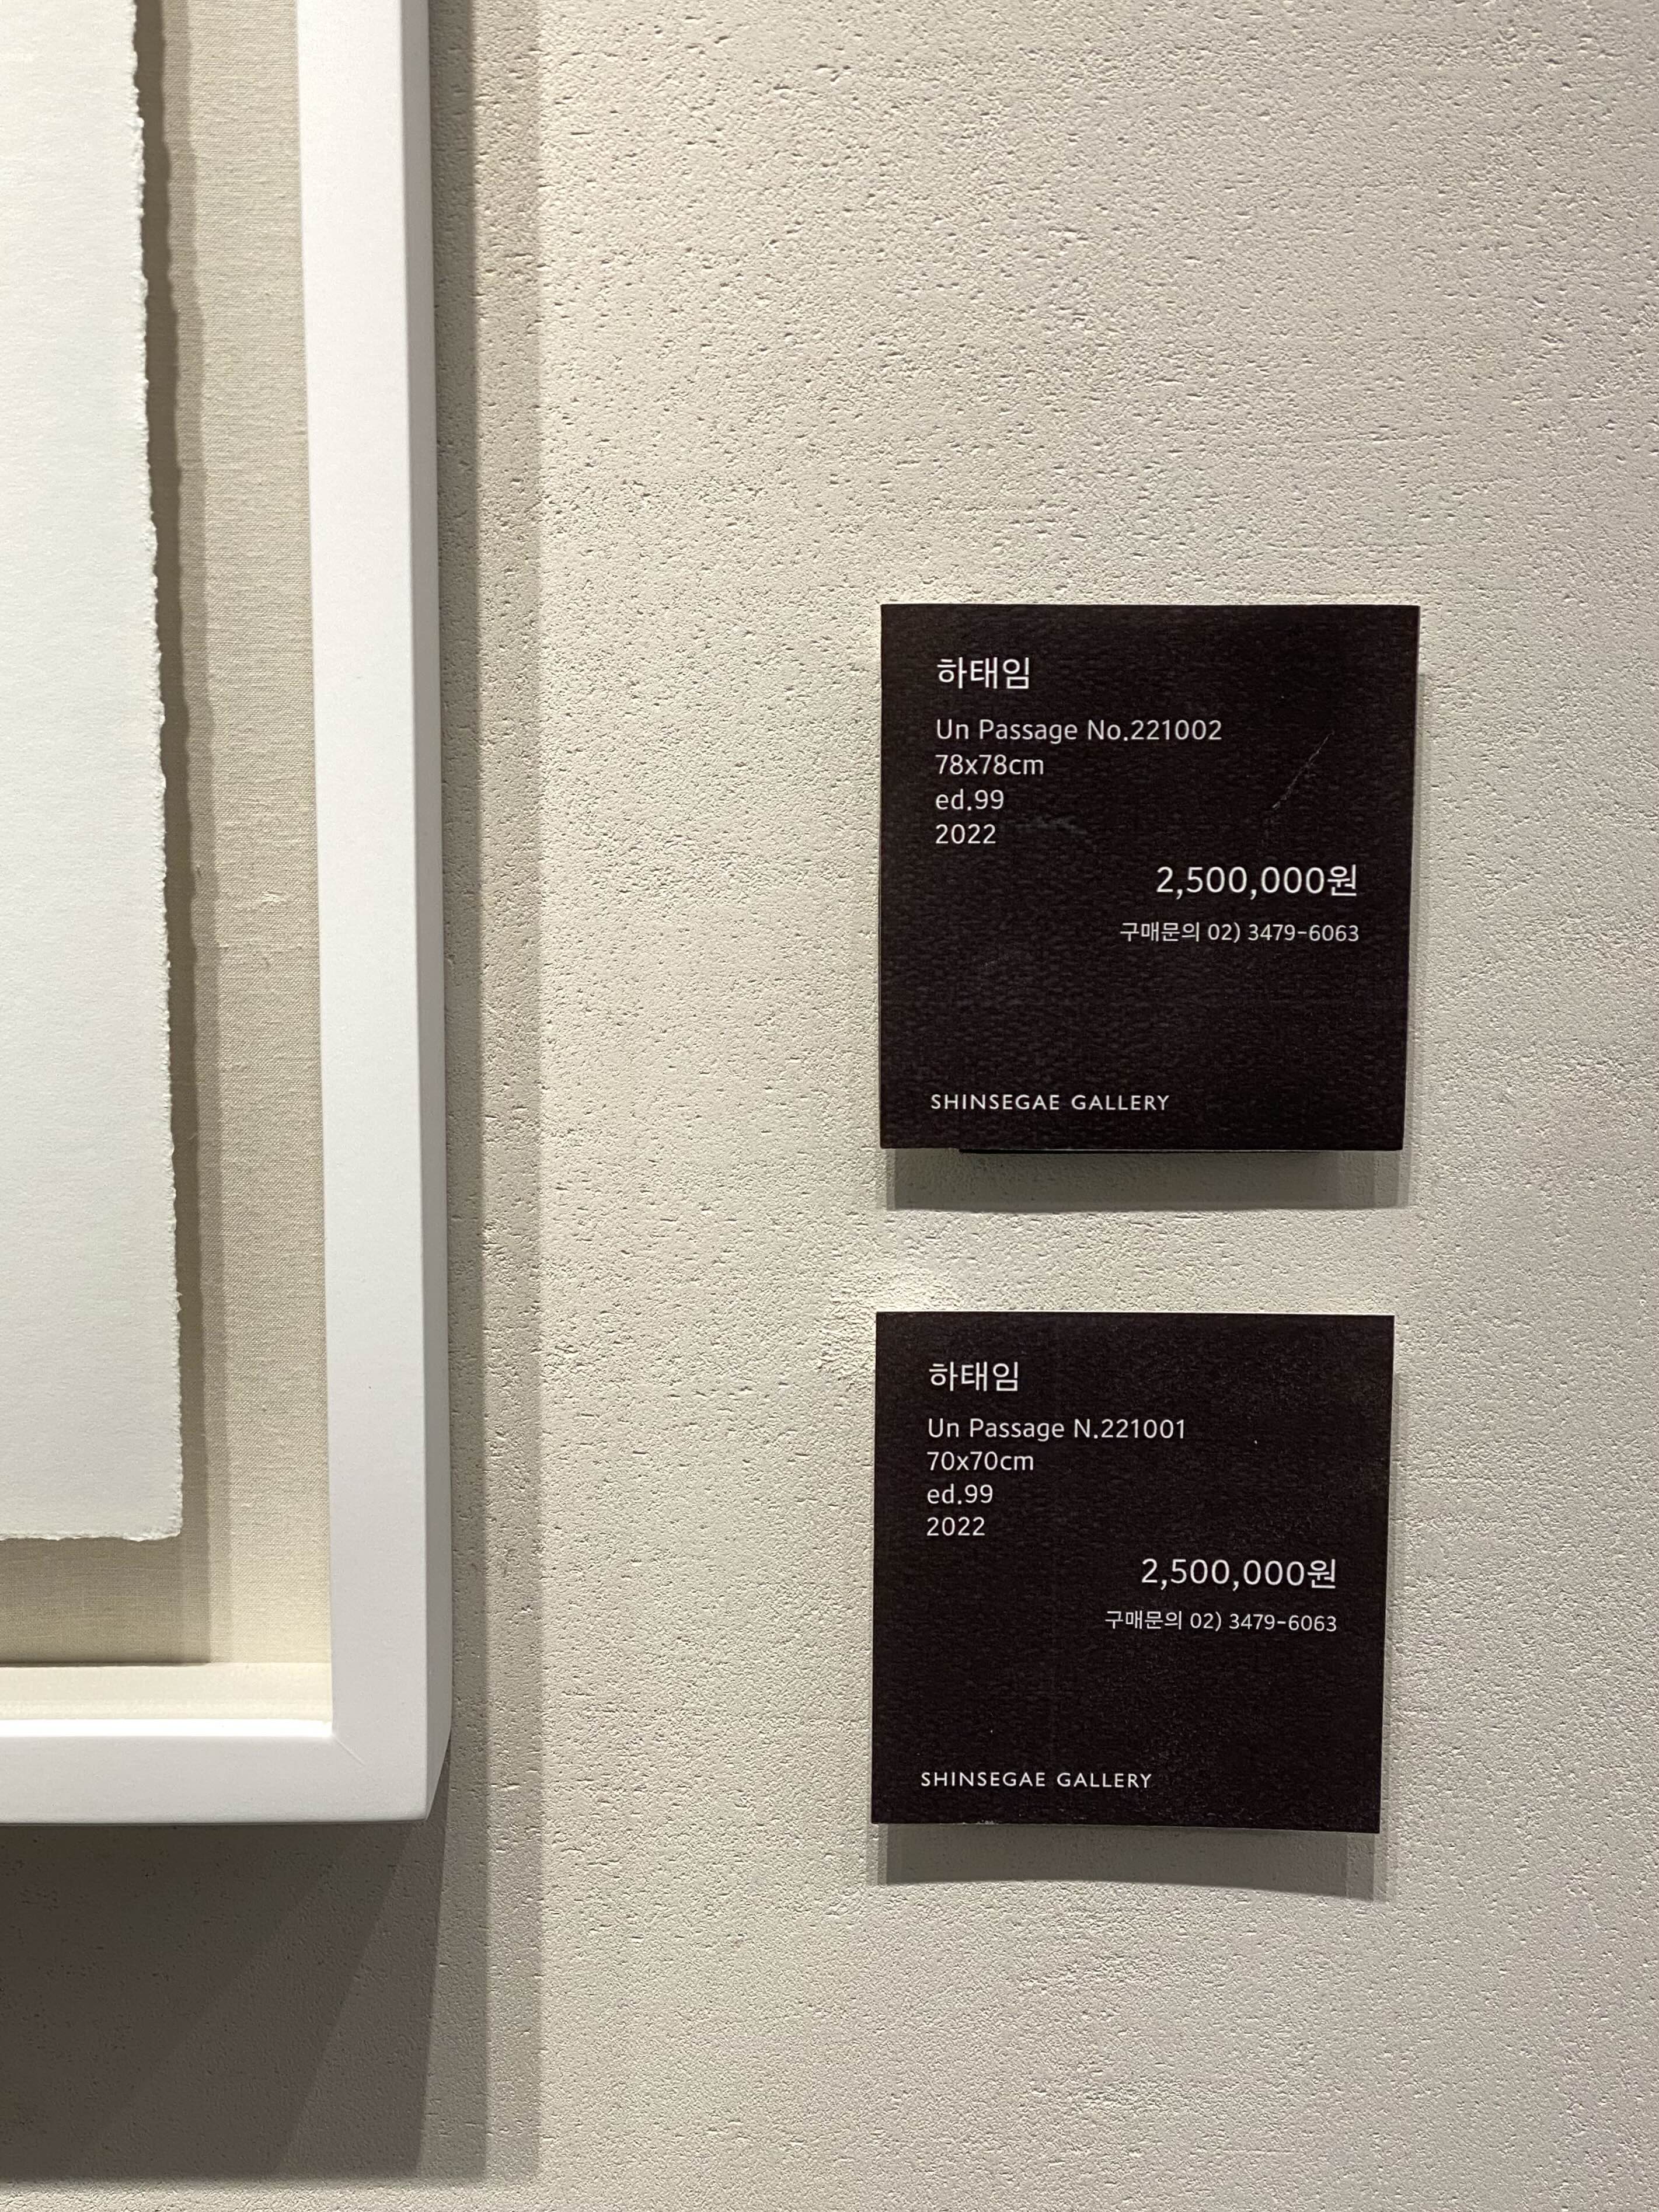 하태임
Un Passage No.221002
78x78cm
ed.99
2022
2,500,000원
구매문의 02) 3479-6063
SHINSEGAE GALLERY
하태임
Un Passage N.221001
70x70cm
ed.99
2022
2,500,000원
구매문의 02) 3479-6063
SHINSEGAE GALLERY